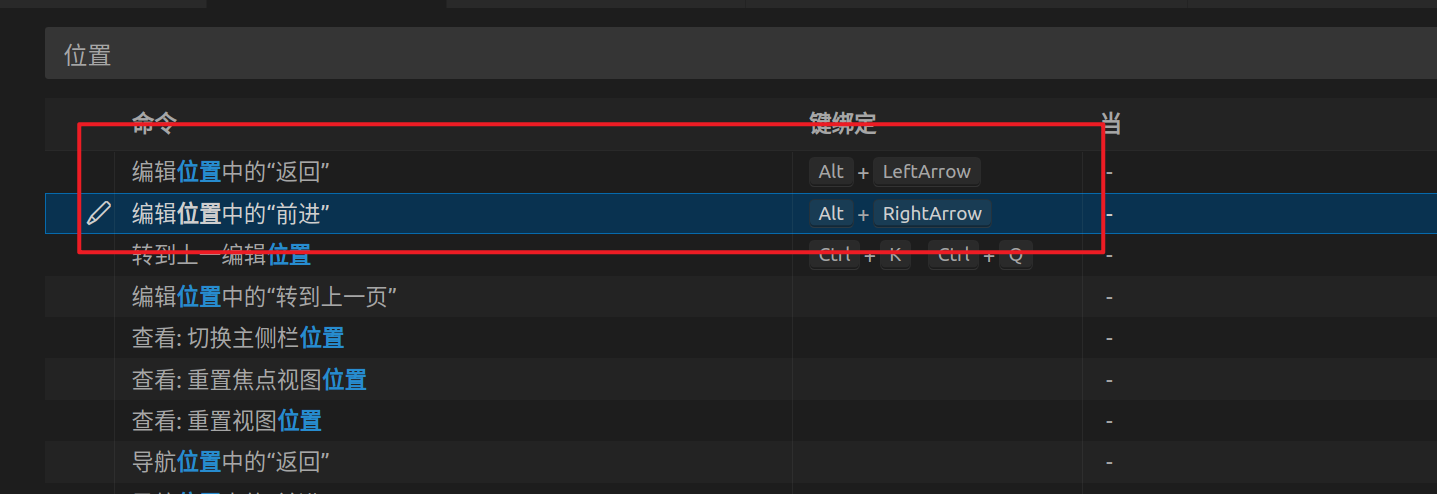 位置
命令 键绑定 当
编辑位置中的“返回” Alt + LeftArrow -
编辑位置中的“前进” Alt + RightArrow -
转到上一编辑位置 Ctrl + K Ctrl + Q -
编辑位置中的“转到上一页” -
查看: 切换主侧栏位置 -
查看: 重置焦点视图位置 -
查看: 重置视图位置 -
导航位置中的“返回” -